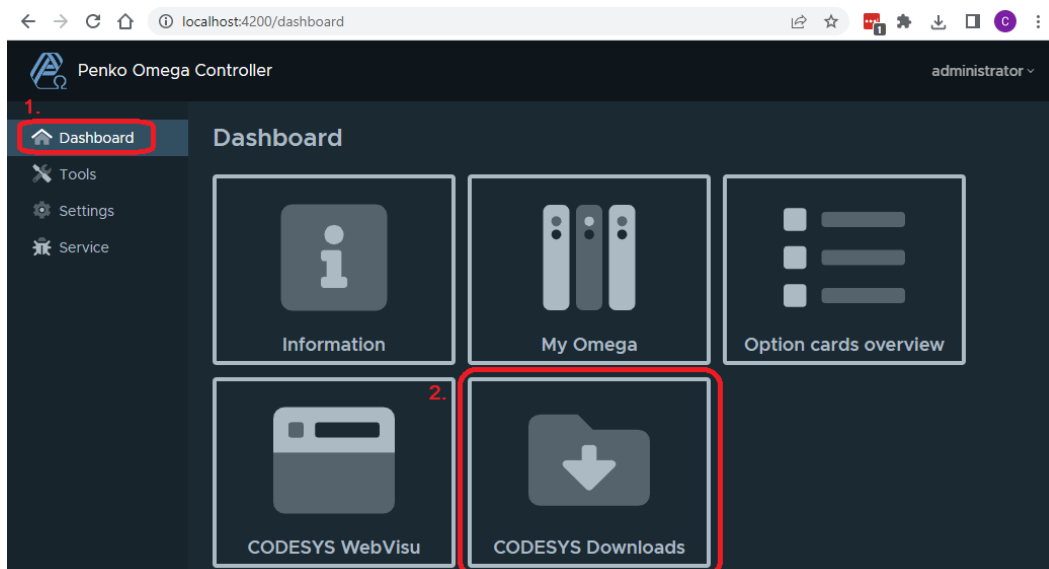 localhost:4200/dashboard
1
C
Penko Omega Controller
administrator
1.
Dashboard
Dashboard
Tools
Settings
Service
Information
My Omega
Option cards overview
2.
CODESYS WebVisu
CODESYS Downloads